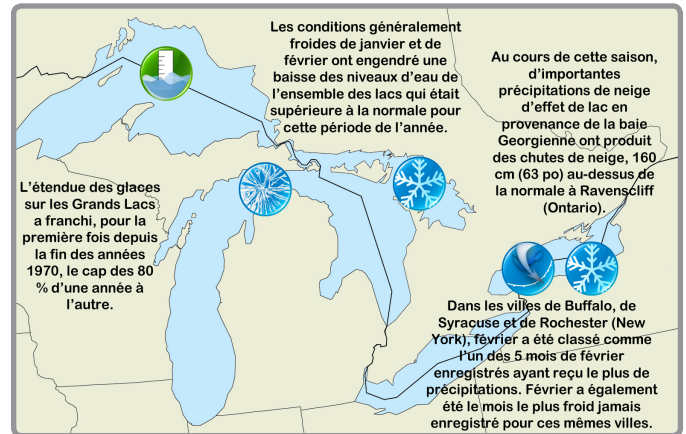 Les conditions généralement
froides de janvier et de
février ont engendré une
baisse des niveaux d'eau de
l'ensemble des lacs qui était
supérieure à la normale pour
cette période de l'année.
Au cours de cette saison,
d'importantes
précipitations de neige
d'effet de lac en
provenance de la baie
Georgienne ont produit
des chutes de neige, 160
cm (63 po) au-dessus de
la normale à Ravenscliff
(Ontario).
L'étendue des glaces
sur les Grands Lacs
a franchi, pour la
première fois depuis
la fin des années
1970, le cap des 80
% d'une année à
l'autre.
Dans les villes de Buffalo, de
Syracuse et de Rochester (New
York), février a été classé comme
l'un des 5 mois de février
enregistrés ayant reçu le plus de
précipitations. Février a également
été le mois le plus froid jamais
enregistré pour ces mêmes villes.